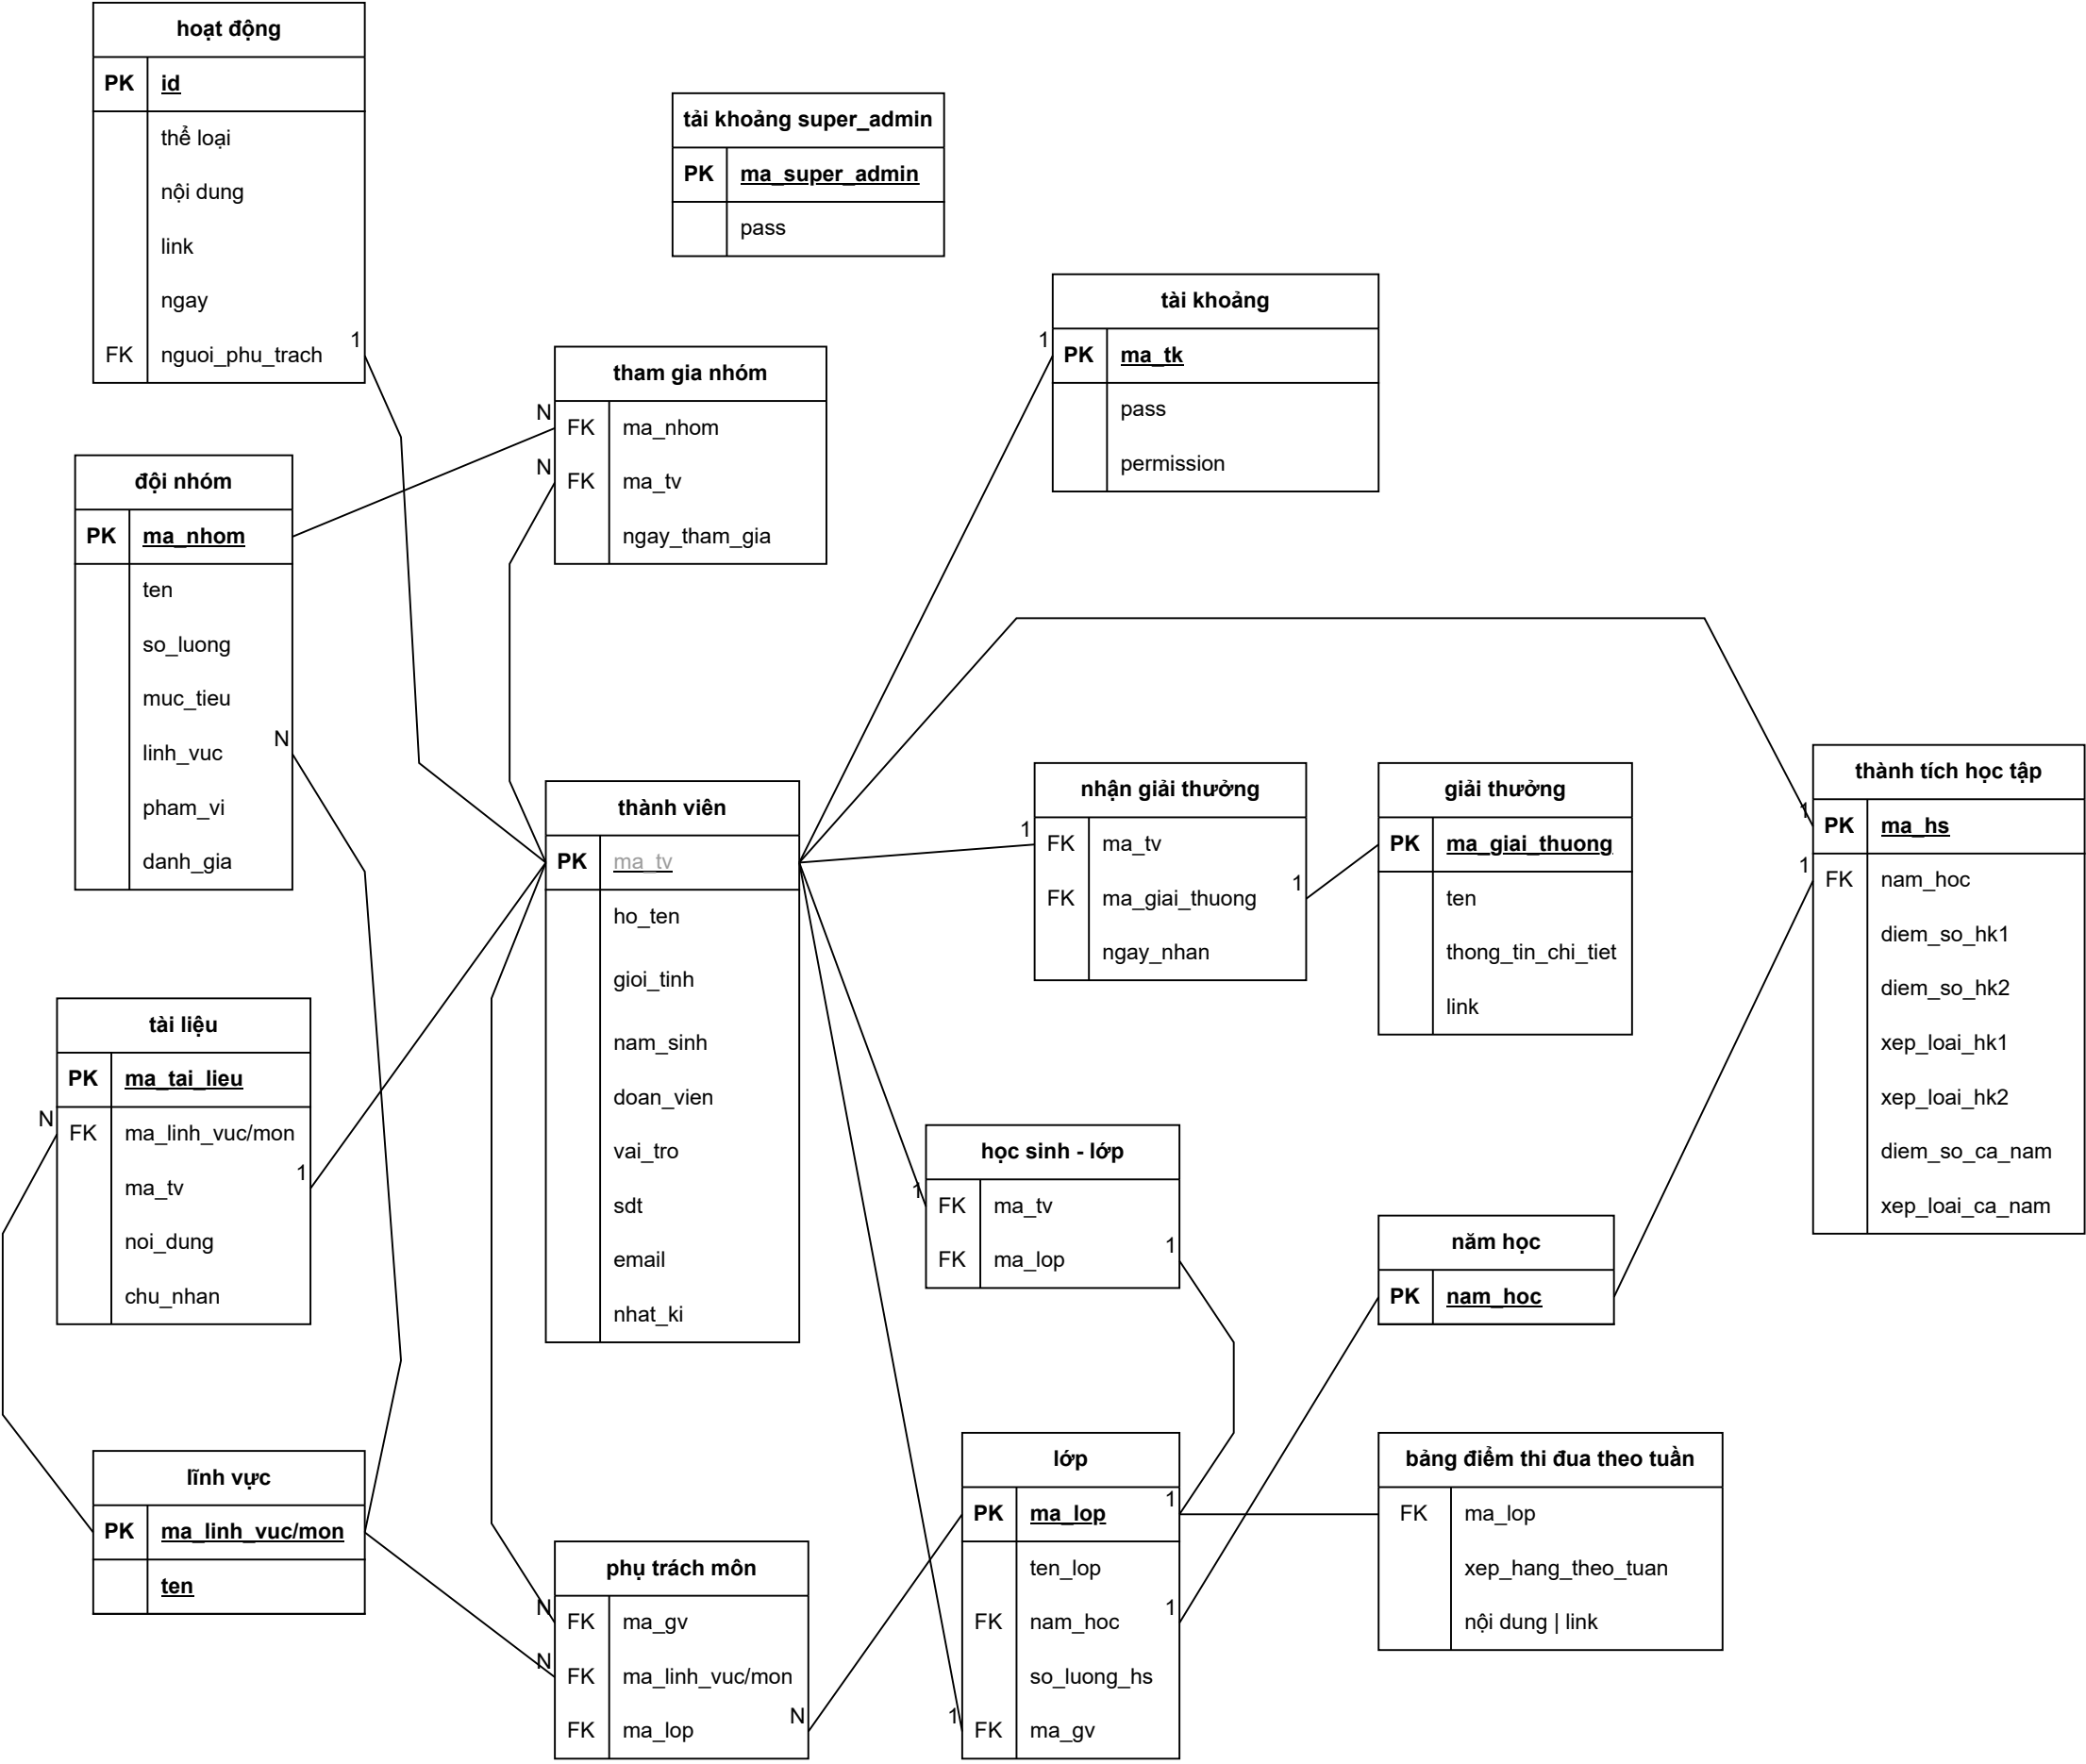 hoạt động
PK id
thể loại
nội dung
link
ngay
FK nguoi_phu_trach 1
tải khoảng super_admin
PK ma_super_admin
pass
tài khoảng
1 PK ma_tk
pass
permission
tham gia nhóm
N FK ma_nhom
N FK ma_tv
ngay_tham_gia
đội nhóm
PK ma_nhom
ten
so_luong
muc_tieu
linh_vuc N
pham_vi
danh_gia
thành viên
PK ma_tv
ho_ten
gioi_tinh
nam_sinh
doan_vien
vai_tro
sdt
email
nhat_ki
nhận giải thưởng
1 FK ma_tv
FK ma_giai_thuong 1
ngay_nhan
giải thưởng
PK ma_giai_thuong
ten
thong_tin_chi_tiet
link
thành tích học tập
1 PK ma_hs
1 FK nam_hoc
diem_so_hk1
diem_so_hk2
xep_loai_hk1
xep_loai_hk2
diem_so_ca_nam
xep_loai_ca_nam
tài liệu
PK ma_tai_lieu
N FK ma_linh_vuc/mon
ma_tv 1
noi_dung
chu_nhan
học sinh - lớp
1 FK ma_tv
FK ma_lop 1
năm học
PK nam_hoc
lĩnh vực
PK ma_linh_vuc/mon
ten
phụ trách môn
N FK ma_gv
N FK ma_linh_vuc/mon
FK ma_lop N
lớp
PK ma_lop 1
ten_lop
FK nam_hoc 1
so_luong_hs
1 FK ma_gv
bảng điểm thi đua theo tuần
FK ma_lop
xep_hang_theo_tuan
nội dung | link